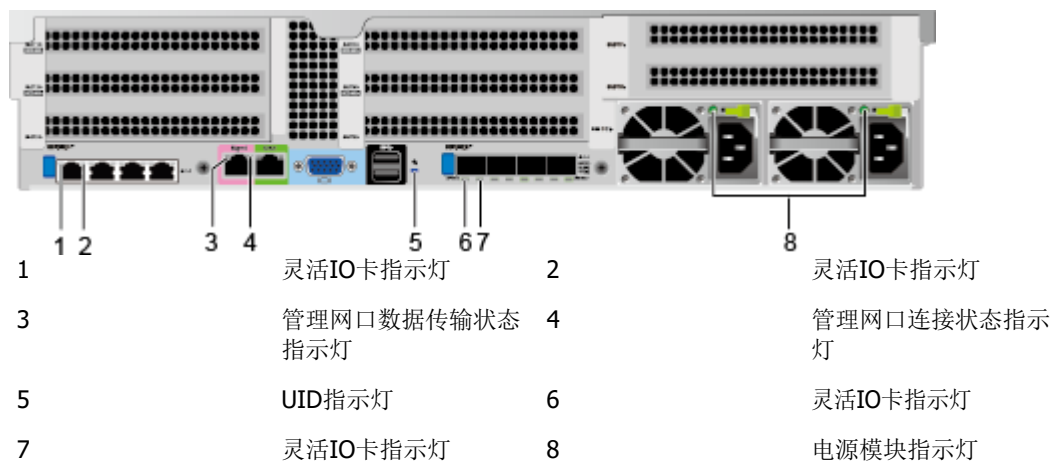 1 2 3 4 5 6 7 8
1 灵活IO卡指示灯 2 灵活IO卡指示灯
3 管理网口数据传输状态 4 管理网口连接状态指示
指示灯 灯
5 UID指示灯 6 灵活IO卡指示灯
7 灵活IO卡指示灯 8 电源模块指示灯